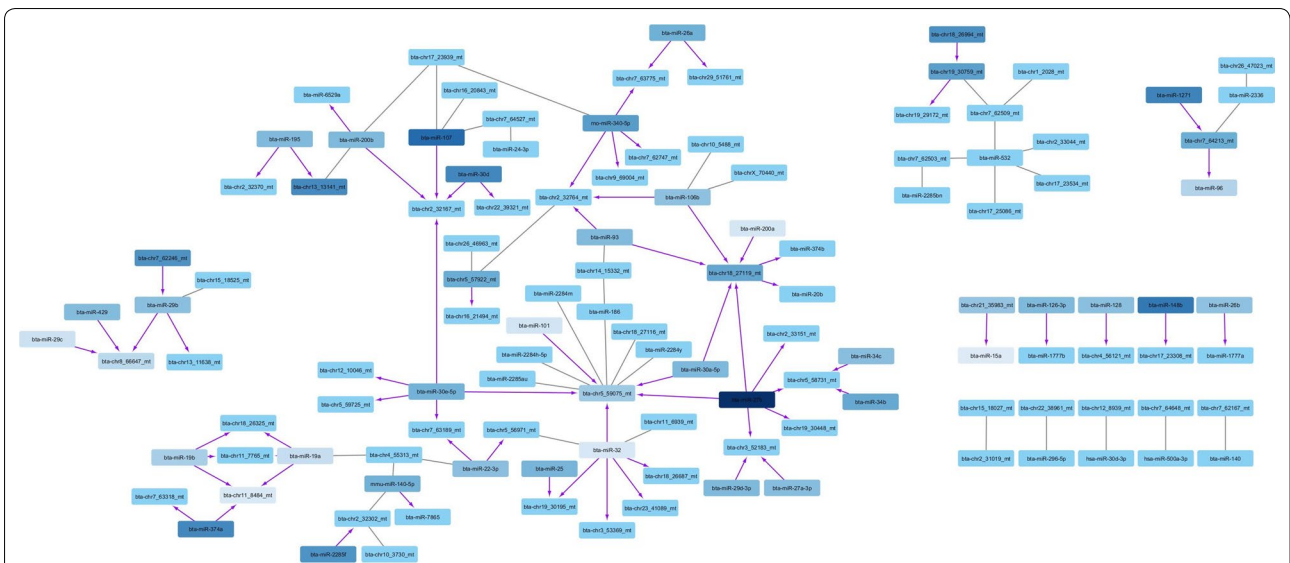 bta-miR-26a
bta-chr16_26994_mt
bta-chr17_23939_mt
bta-chr26_47023_mt
bta-chr7_63775_mt
bta-chr29_51761_mt
bta-chr19_30759_mt
bta-chr1_2028_mt
bta-miR-6529a
bta-chr16_20843_mt
bta-miR-1271
bta-miR-2336
bta-chr7_64527_mt
rno-miR-340-5p
bta-chr19_29172_mt
bta-chr7_62509_mt
bta-miR-195
bta-miR-200b
bta-miR-107
bta-miR-24-3p
bta-chr10_5498_mt
bta-chr2_33044_mt
bta-chr7_64213_mt
bta-chr7_62747_mt
bta-chr7_62503_mt
bta-miR-532
bta-miR-30d
bta-chr9_69004_mt
bta-chrX_70440_mt
bta-chr2_32370_mt
bta-chr13_13141_mt
bta-chr17_23534_mt
bta-miR-96
bta-chr2_32764_mt
bta-miR-106b
bta-miR-2285bn
bta-chr2_32167_mt
bta-chr22_39321_mt
bta-chr17_25086_mt
bta-miR-200a
bta-miR-93
bta-chr26_46963_mt
bta-miR-374b
bta-chr7_62246_mt
bta-chr14_15332_mt
bta-chr18_27119_mt
bta-chr15_18525_mt
bta-chr5_57922_mt
bta-miR-2284m
bta-miR-20b
bta-miR-29b
bta-chr21_35983_mt
bta-miR-126-3p
bta-miR-128
bta-miR-148b
bta-miR-26b
bta-miR-429
bta-chr16_21494_mt
bta-miR-186
bta-miR-101
bta-chr18_27116_mt
bta-chr2_33151_mt
bta-miR-29c
bta-miR-2284y
bta-miR-2284h-5p
bta-miR-34c
bta-miR-15a
bta-miR-1777b
bta-chr4_56121_mt
bta-chr17_23308_mt
bta-miR-1777a
bta-chr8_66647_mt
bta-chr13_11638_mt
bta-chr12_10046_mt
bta-miR-30a-5p
bta-miR-2285au
bta-chr5_58731_mt
bta-miR-30e-5p
bta-chr5_59075_mt
bta-chr5_59725_mt
bta-miR-34b
bta-chr15_18027_mt
bta-chr22_38961_mt
bta-chr12_8939_mt
bta-chr7_64648_mt
bta-chr7_62167_mt
bta-chr18_26325_mt
bta-chr7_63169_mt
bta-chr5_56971_mt
bta-chr11_6939_mt
bta-chr19_30448_mt
bta-chr3_52183_mt
bta-miR-32
bta-miR-19b
bta-chr11_7765_mt
bta-miR-19a
bta-chr4_55313_mt
bta-chr2_31019_mt
bta-miR-296-5p
hsa-miR-30d-3p
hsa-miR-500a-3p
bta-miR-140
bta-miR-22-3p
bta-miR-25
bta-chr18_26687_mt
mmu-miR-140-5p
bta-miR-29d-3p
bta-miR-27a-3p
bta-chr7_63318_mt
bta-chr11_8484_mt
bta-chr19_30195_mt
bta-chr23_41089_mt
bta-chr2_32302_mt
bta-miR-7865
bta-miR-374a
bta-chr3_53369_mt
bta-miR-2285f
bta-chr10_3730_mt